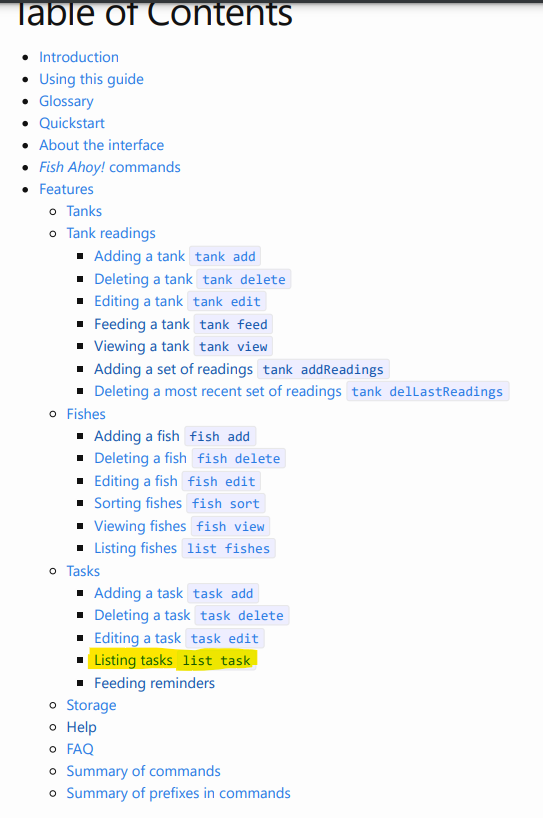 Table of Contents
Introduction
Using this guide
Glossary
Quickstart
About the interface
Fish Ahoy! commands
Features
Tanks
Tank readings
Adding a tank tank add
Deleting a tank tank delete
Editing a tank tank edit
Feeding a tank tank feed
Viewing a tank tank view
Adding a set of readings tank addReadings
Deleting a most recent set of readings tank delLastReadings
Fishes
Adding a fish fish add
Deleting a fish fish delete
Editing a fish fish edit
Sorting fishes fish sort
Viewing fishes fish view
Listing fishes list fishes
Tasks
Adding a task task add
Deleting a task task delete
Editing a task task edit
Listing tasks list task
Feeding reminders
Storage
Help
FAQ
Summary of commands
Summary of prefixes in commands